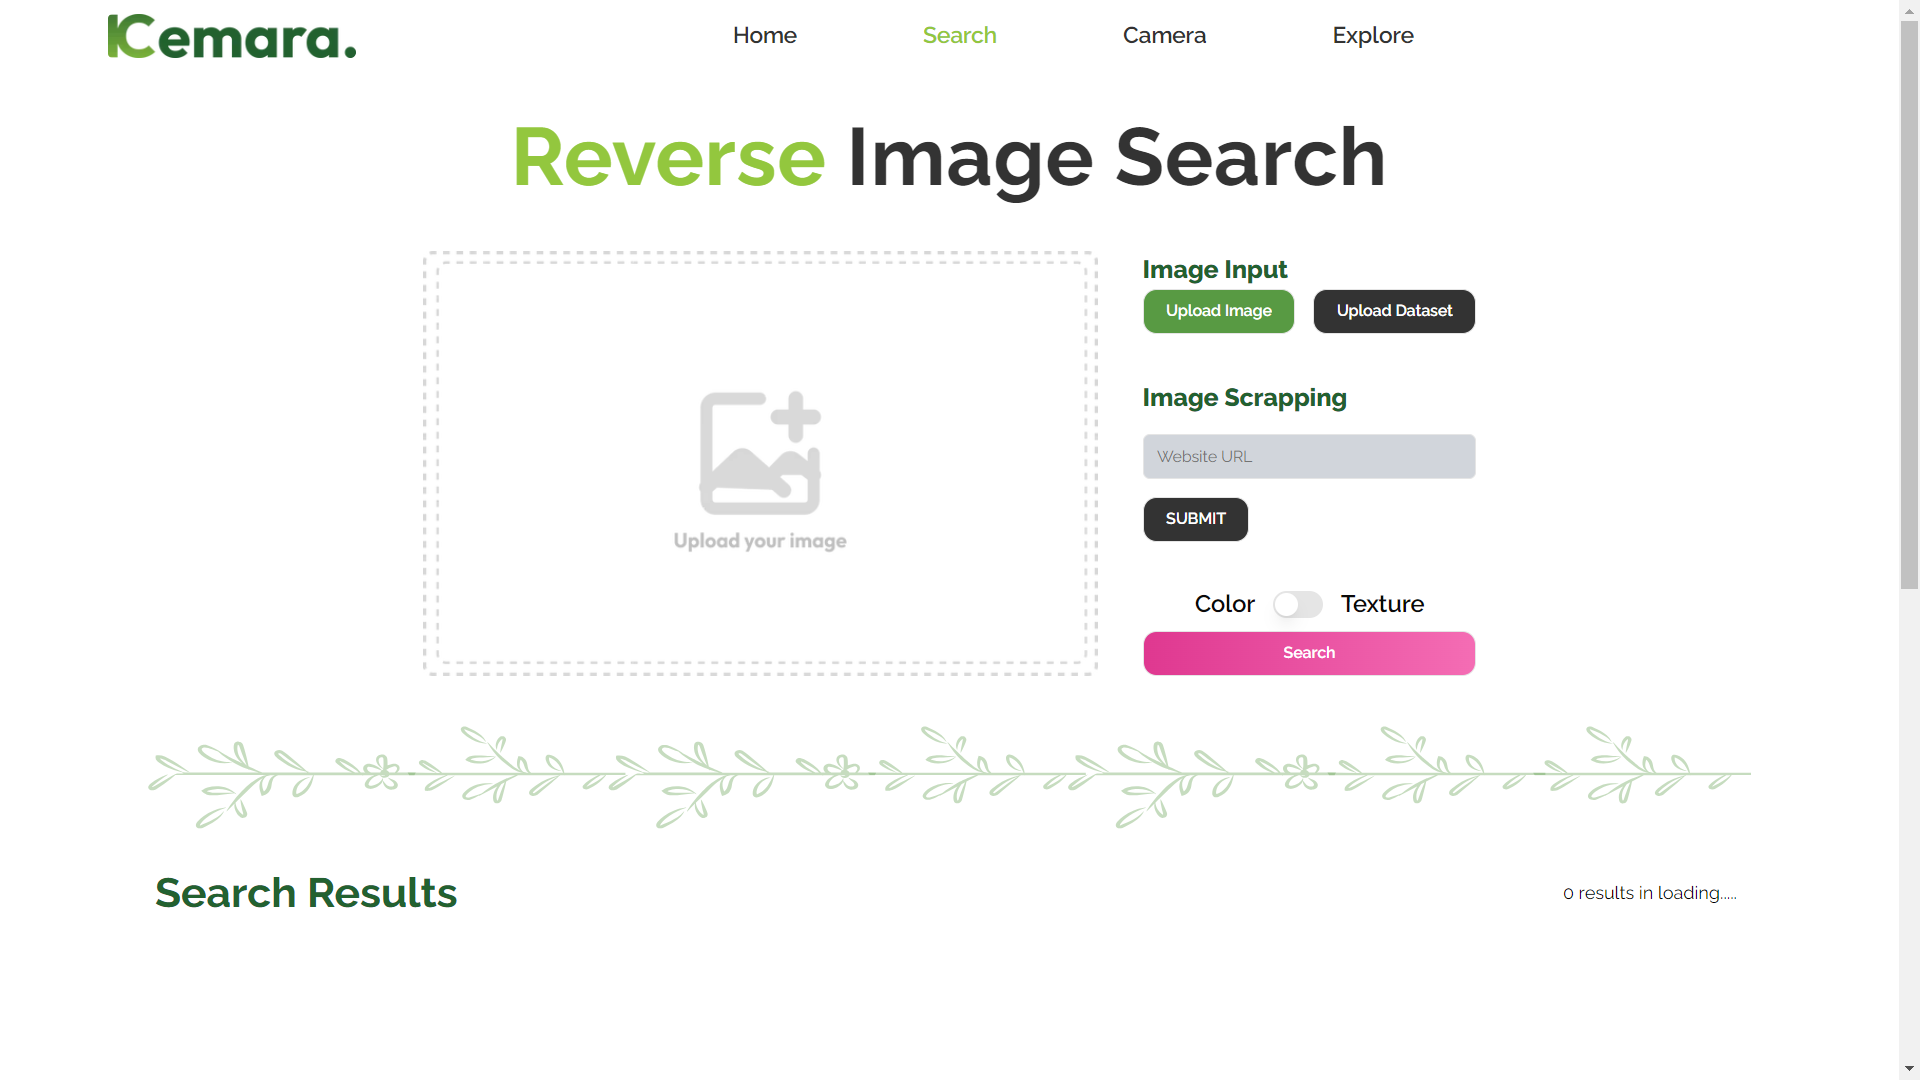 Kemara.
Home
Search
Camera
Explore
Reverse Image Search
Upload your image
Image Input
Upload Image
Upload Dataset
Image Scrapping
Website URL
SUBMIT
Color
Texture
Search
Search Results
0 results in loading.....